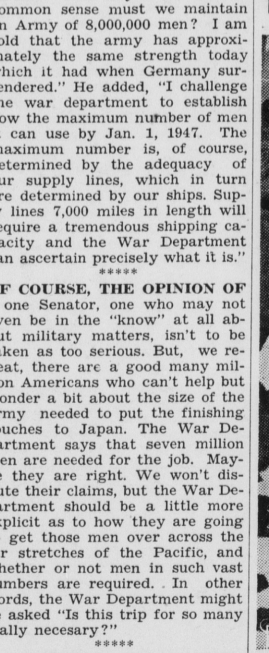 ommon sense must we maintain
n Army of 8,000,000 men? I am
old that the army has approxi-
ately the same strength today
hich it had when Germany sur-
endered." He added, "I challenge
he war department to establish
ow the maximum number of men
t can use by Jan. 1, 1947. The
maximum number is, of course,
etermined by the adequacy of
ur supply lines, which in turn
re determined by our ships. Sup-
y lines 7,000 miles in length will
equire a tremendous shipping ca-
acity and the War Department
an ascertain precisely what it is."
*****
F COURSE, THE OPINION OF
one Senator, one who may not
ven be in the "know" at all ab-
ut military matters, isn't to be
aken as too serious. But, we re-
eat, there are a good many mil-
on Americans who can't help but
onder a bit about the size of the
rmy needed to put the finishing
ouches to Japan. The War De-
artment says that seven million
en are needed for the job. May-
e they are right. We won't dis-
ute their claims, but the War De-
artment should be a little more
xplicit as to how they are going
o get those men over across the
r stretches of the Pacific, and
hether or not men in such vast
umbers are required. In other
ords, the War Department might
e asked "Is this trip for so many
ally necesary?"
*****